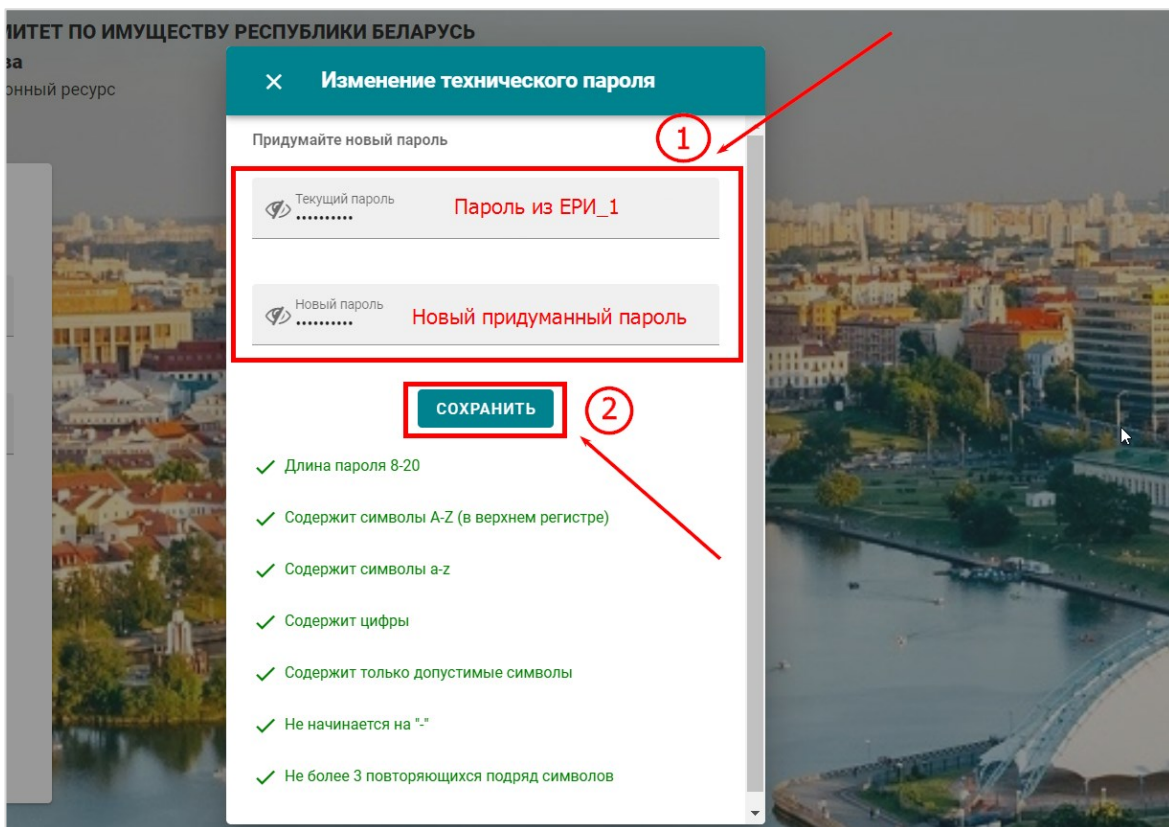 ИТЕТ ПО ИМУЩЕСТВУ РЕСПУБЛИКИ БЕЛАРУСЬ
ва
онный ресурс
Изменение технического пароля
Придумайте новый пароль
1
Текущий пароль
•••••••••• Пароль из ЕРИ_1
Новый пароль
•••••••••• Новый придуманный пароль
СОХРАНИТЬ
2
Длина пароля 8-20
Содержит символы A-Z (в верхнем регистре)
Содержит символы a-z
Содержит цифры
Содержит только допустимые символы
Не начинается на "-"
Не более 3 повторяющихся подряд символов